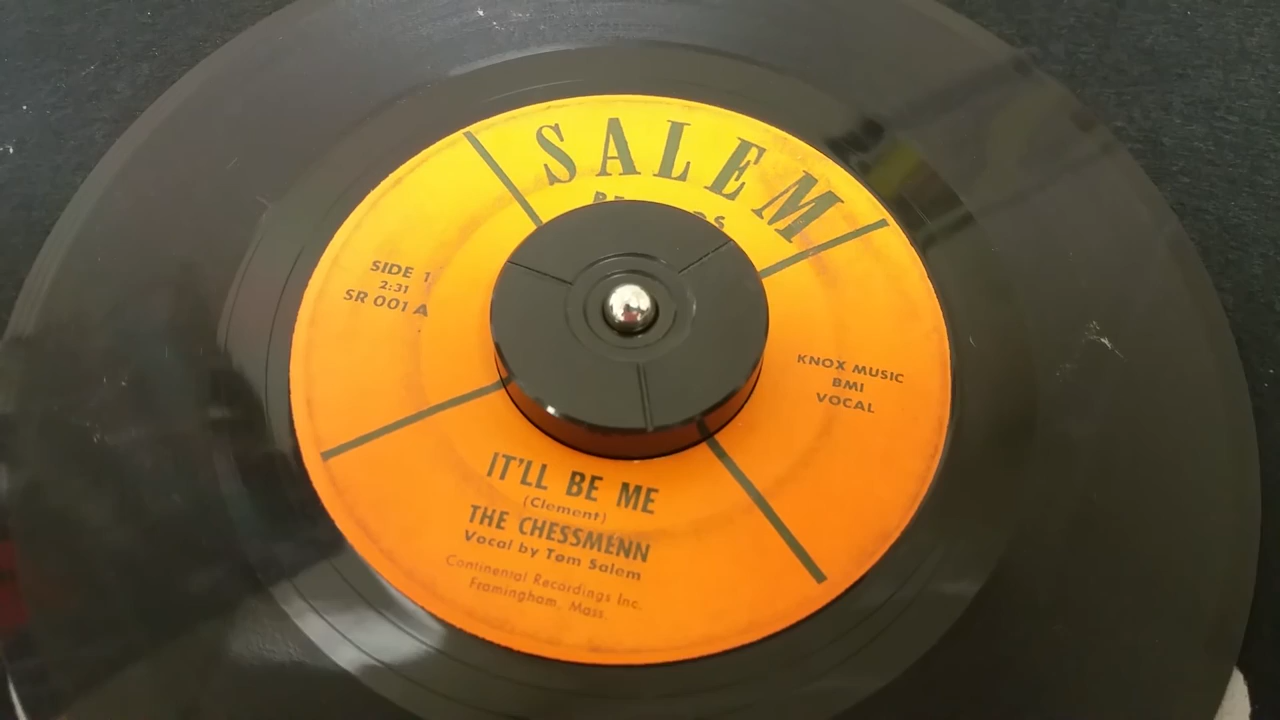 SALEM
SIDE 1
2:31
SR 001 A
KNOX MUSIC
BMI
VOCAL
IT'LL BE ME
(Clement)
THE CHESSMENN
Vocal by Tom Salem
Continental Recordings Inc.
Framingham, Mass.